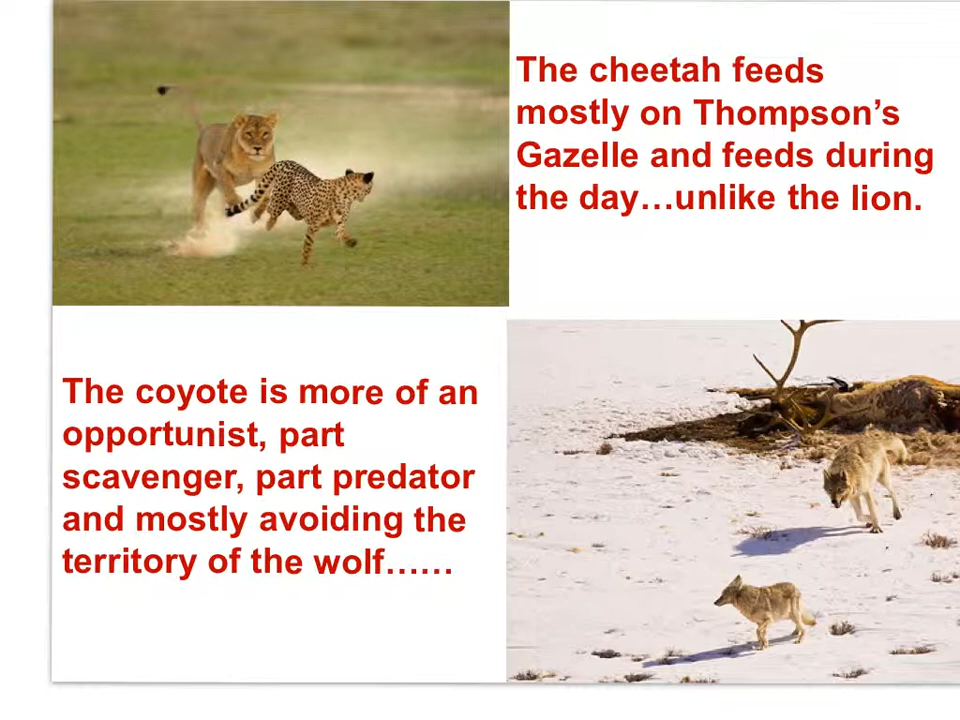 The cheetah feeds
mostly on Thompson’s
Gazelle and feeds during
the day…unlike the lion.
The coyote is more of an
opportunist, part
scavenger, part predator
and mostly avoiding the
territory of the wolf……